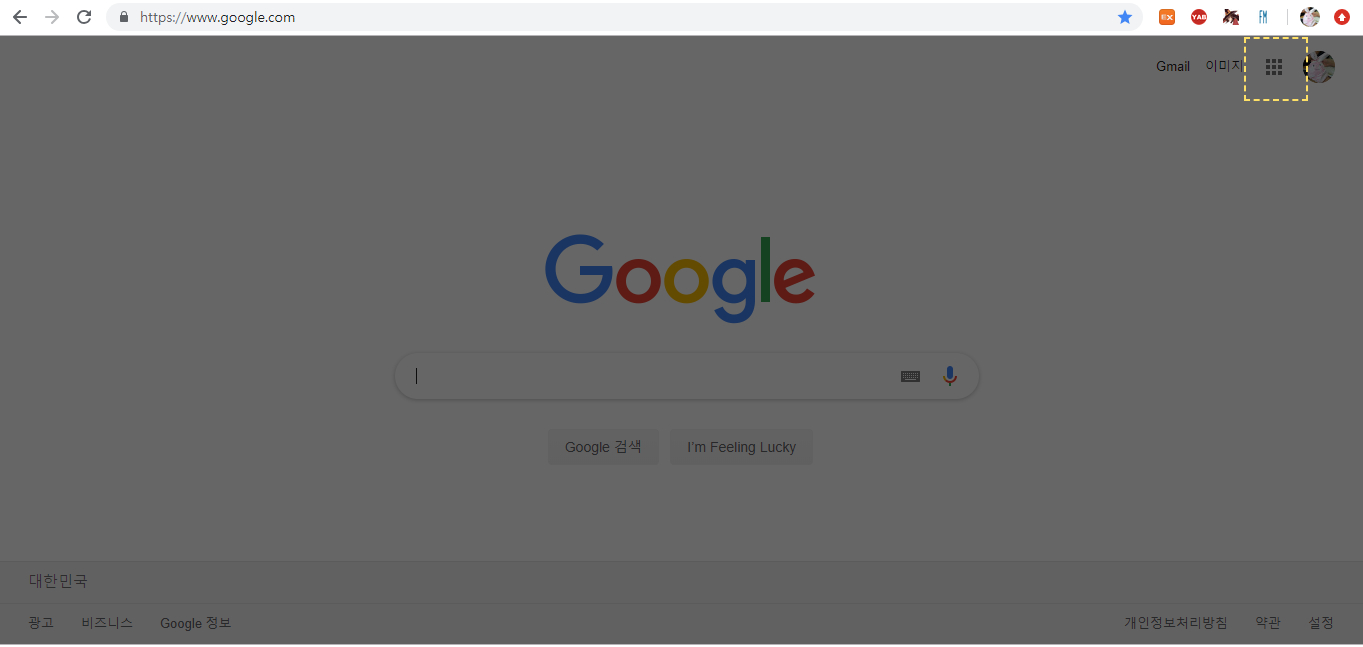 https://www.google.com
EX
YAB
FM
Gmail 이미지
Google
Google 검색 I'm Feeling Lucky
대한민국
광고 비즈니스 Google 정보 개인정보처리방침 약관 설정